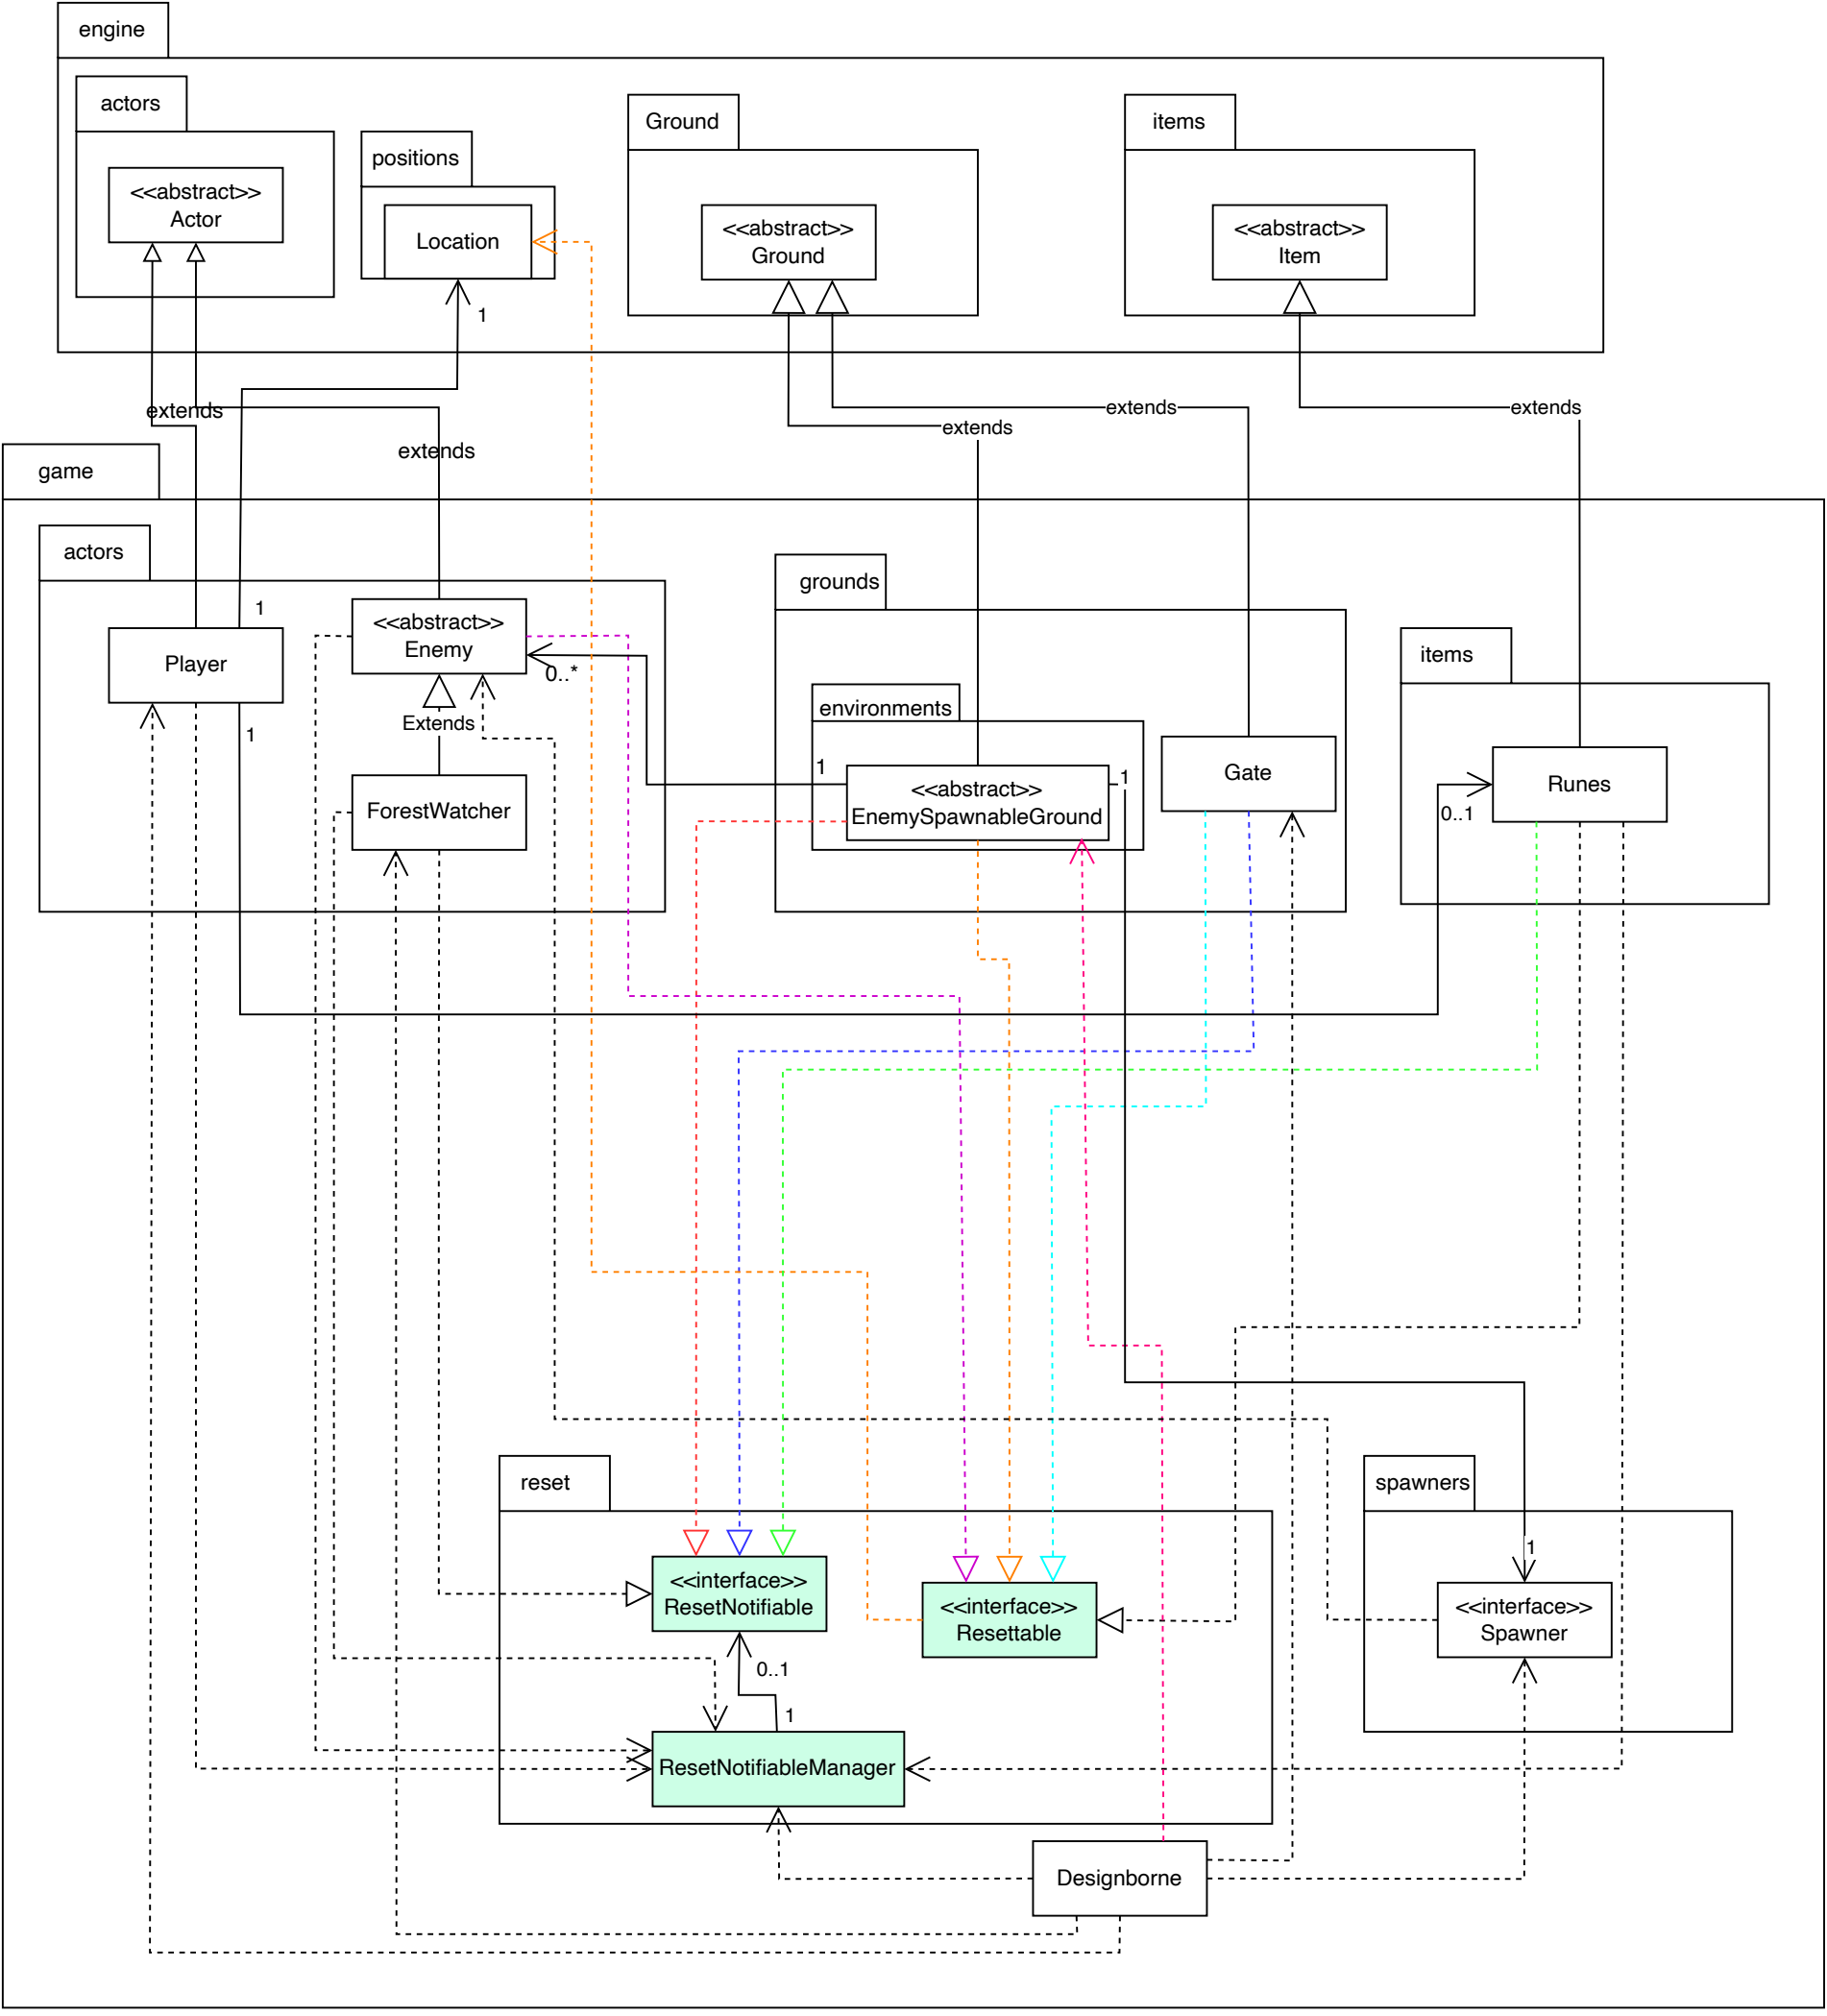 engine
actors
positions
Ground
items
<<abstract>>
Actor
Location
<<abstract>>
Ground
<<abstract>>
Item
1
extends
extends
extends
extends
extends
game
actors
grounds
items
1
Player
<<abstract>>
Enemy
0..*
Extends
1
ForestWatcher
environments
1
<<abstract>>
EnemySpawnableGround
1
Gate
Runes
0..1
reset
spawners
<<interface>>
ResetNotifiable
<<interface>>
Resettable
1
<<interface>>
Spawner
0..1
1
ResetNotifiableManager
Designborne